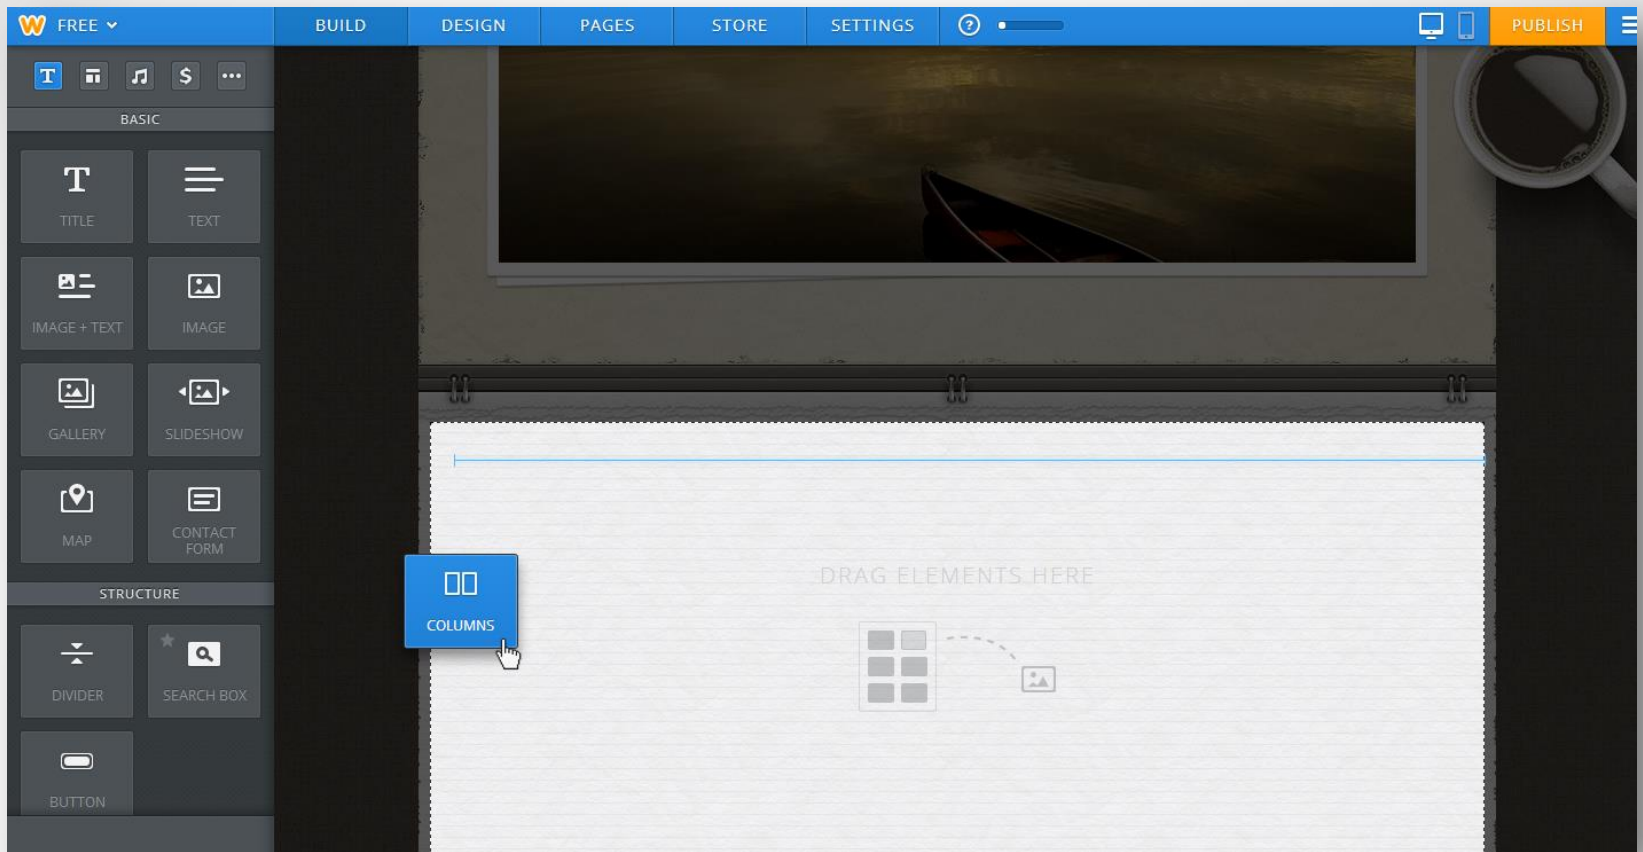 FREE
BUILD
DESIGN
PAGES
STORE
SETTINGS
?
PUBLISH
T
$
BASIC
T
TITLE
TEXT
IMAGE + TEXT
IMAGE
GALLERY
SLIDESHOW
MAP
CONTACT
FORM
STRUCTURE
DIVIDER
SEARCH BOX
BUTTON
COLUMNS
DRAG ELEMENTS HERE